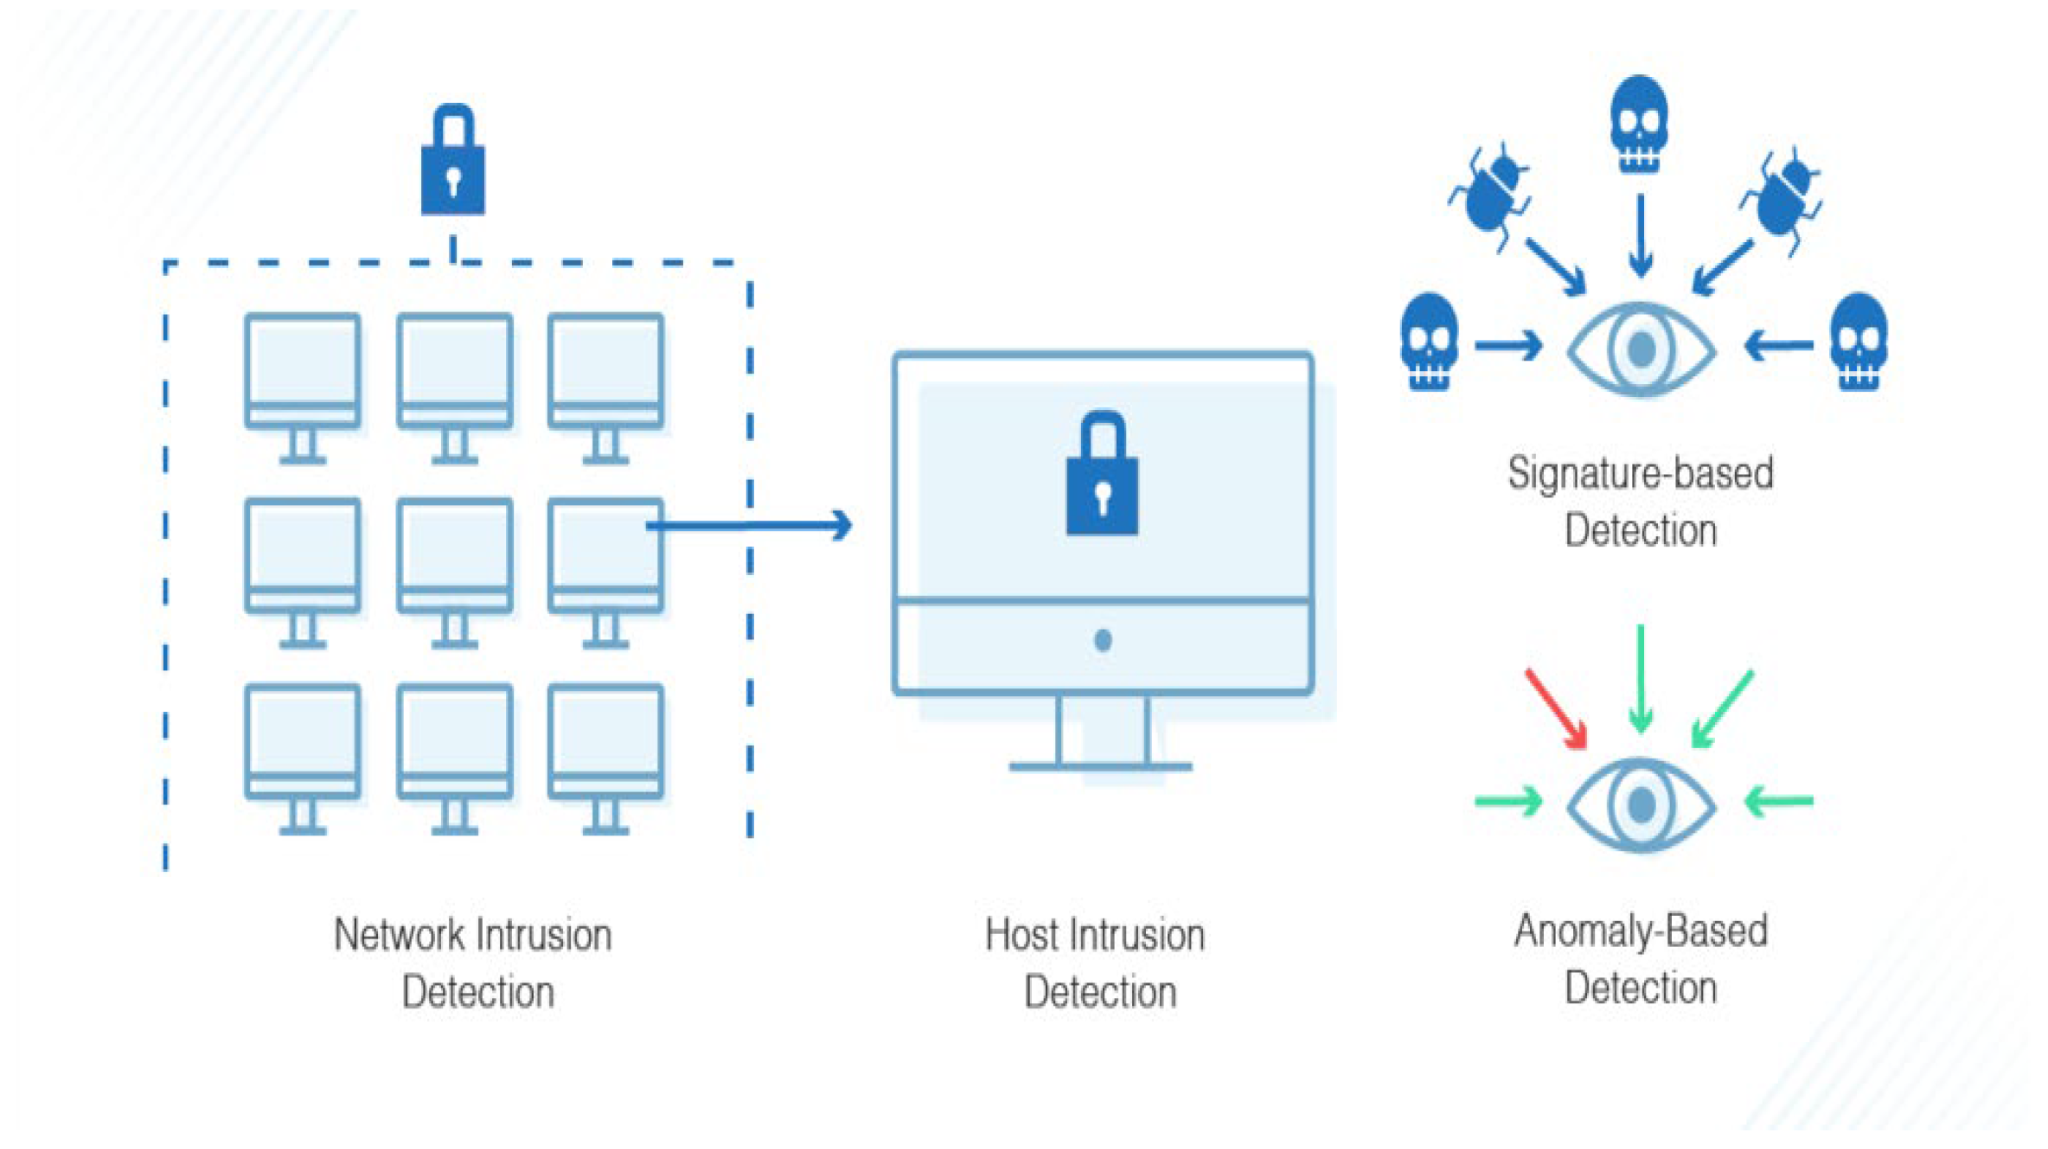 Signature-based
Detection
Network Intrusion
Detection
Host Intrusion
Detection
Anomaly-Based
Detection